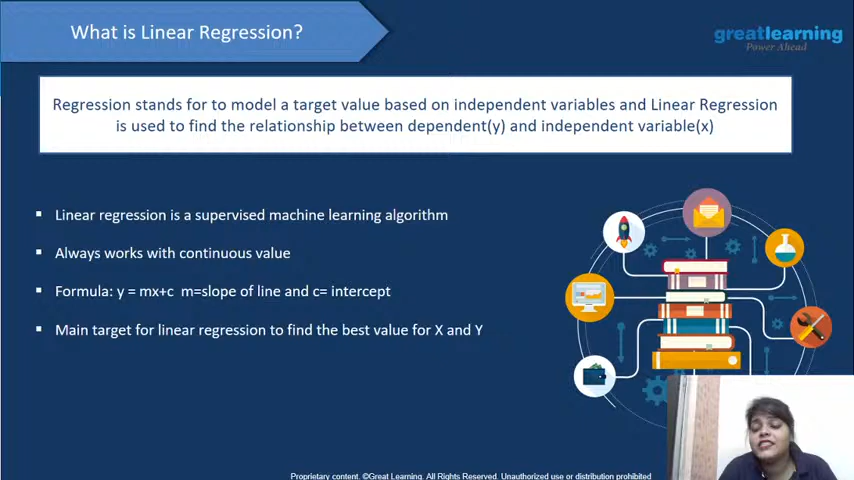 What is Linear Regression?
greatlearning
Power Ahead
Regression stands for to model a target value based on independent variables and Linear Regression
is used to find the relationship between dependent(y) and independent variable(x)
▪ Linear regression is a supervised machine learning algorithm
▪ Always works with continuous value
▪ Formula: y = mx+c m=slope of line and c= intercept
▪ Main target for linear regression to find the best value for X and Y
Proprietary content. ©Great Learning. All Rights Reserved. Unauthorized use or distribution prohibited